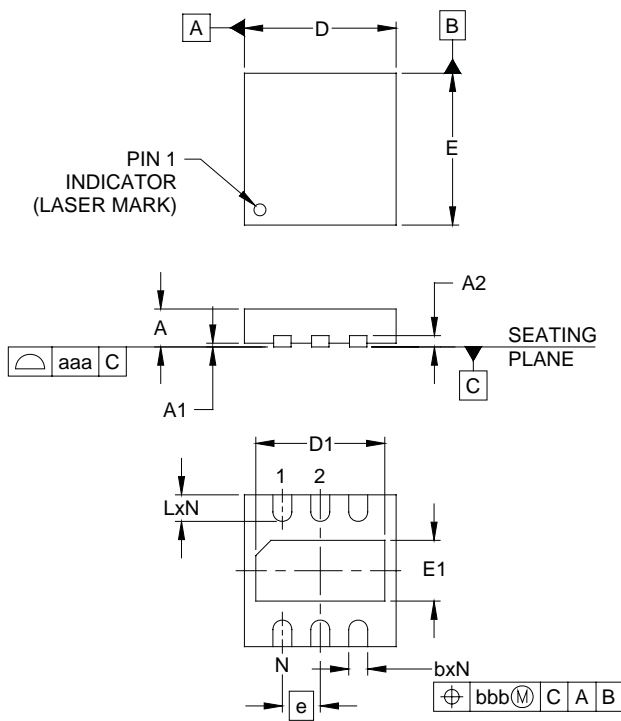 A
D
B
E
PIN 1
INDICATOR
(LASER MARK)
A
A2
SEATING
PLANE
aaa C
C
A1
D1
1 2
LxN
E1
N
bxN
e
bbb Ⓜ C A B